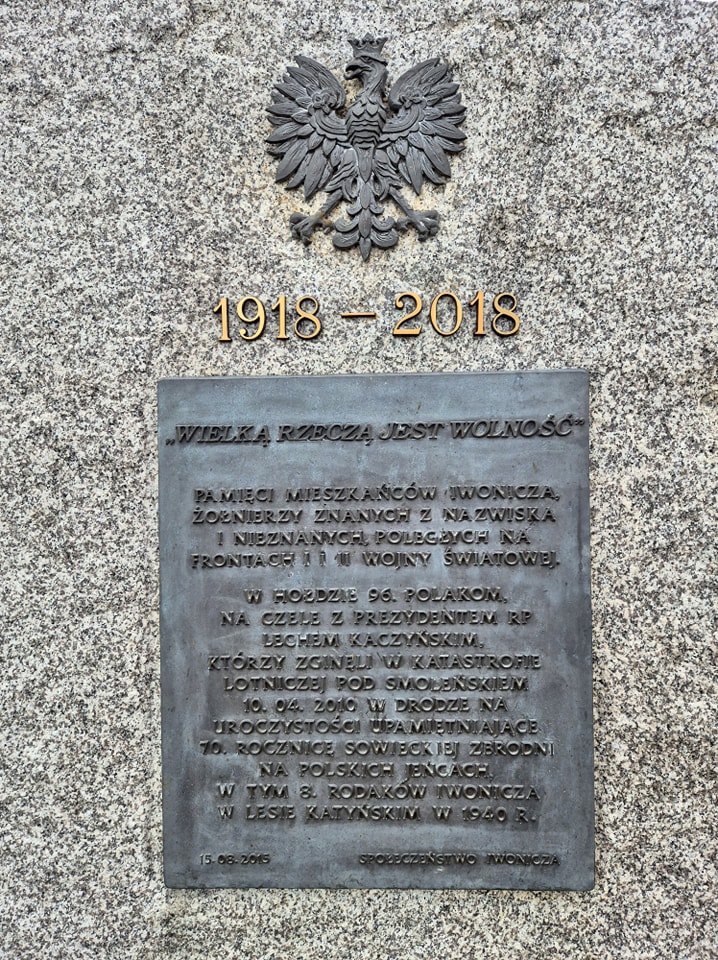 1918 – 2018
„WIELKĄ RZECZĄ JEST WOLNOŚĆ”
PAMIĘCI MIESZKAŃCÓW IWONICZA,
ŻOŁNIERZY ZNANYCH Z NAZWISKA
I NIEZNANYCH, POLEGŁYCH NA
FRONTACH I I II WOJNY ŚWIATOWEJ.
W HOŁDZIE 96. POLAKOM,
NA CZELE Z PREZYDENTEM RP
LECHEM KACZYŃSKIM,
KTÓRZY ZGINĘLI W KATASTROFIE
LOTNICZEJ POD SMOLEŃSKIEM
10. 04. 2010 W DRODZE NA
UROCZYSTOŚCI UPAMIĘTNIAJĄCE
70. ROCZNICĘ SOWIECKIEJ ZBRODNI
NA POLSKICH JEŃCACH,
W TYM 8. RODAKÓW IWONICZA
W LESIE KATYŃSKIM W 1940 R.
15. 08. 2015 SPOŁECZEŃSTWO IWONICZA